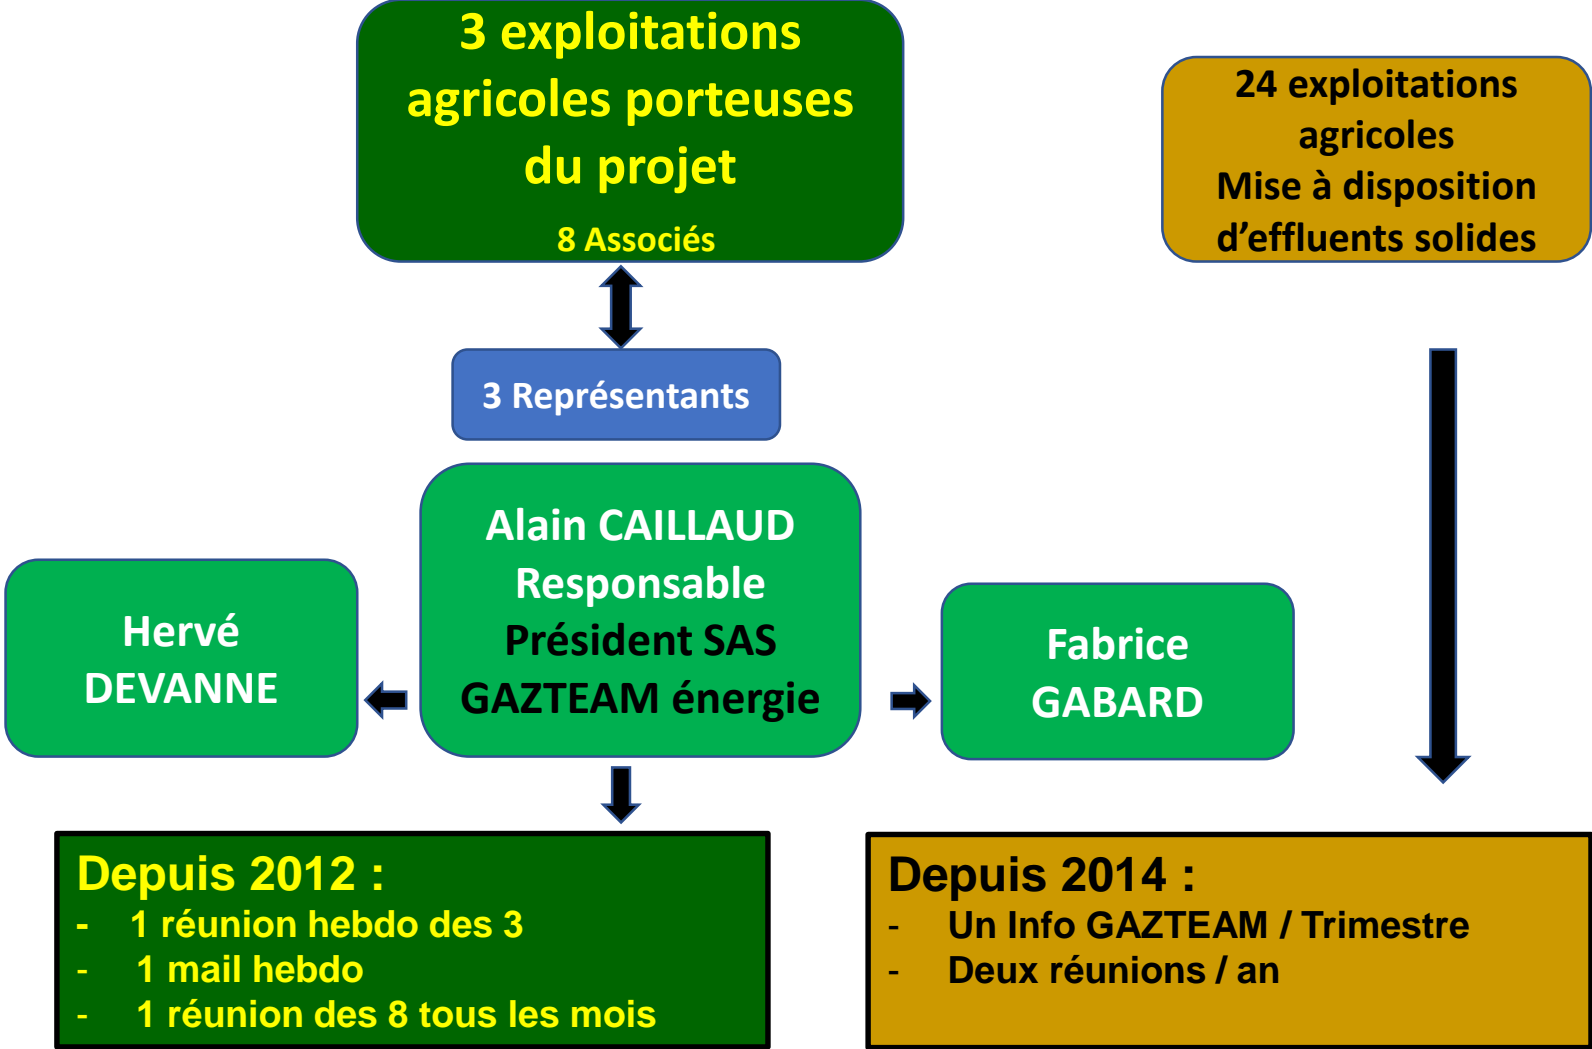 3 exploitations
agricoles porteuses
du projet
8 Associés
24 exploitations
agricoles
Mise à disposition
d’effluents solides
3 Représentants
Alain CAILLAUD
Responsable
Président SAS
GAZTEAM énergie
Hervé
DEVANNE
Fabrice
GABARD
Depuis 2012 :
- 1 réunion hebdo des 3
- 1 mail hebdo
- 1 réunion des 8 tous les mois
Depuis 2014 :
- Un Info GAZTEAM / Trimestre
- Deux réunions / an